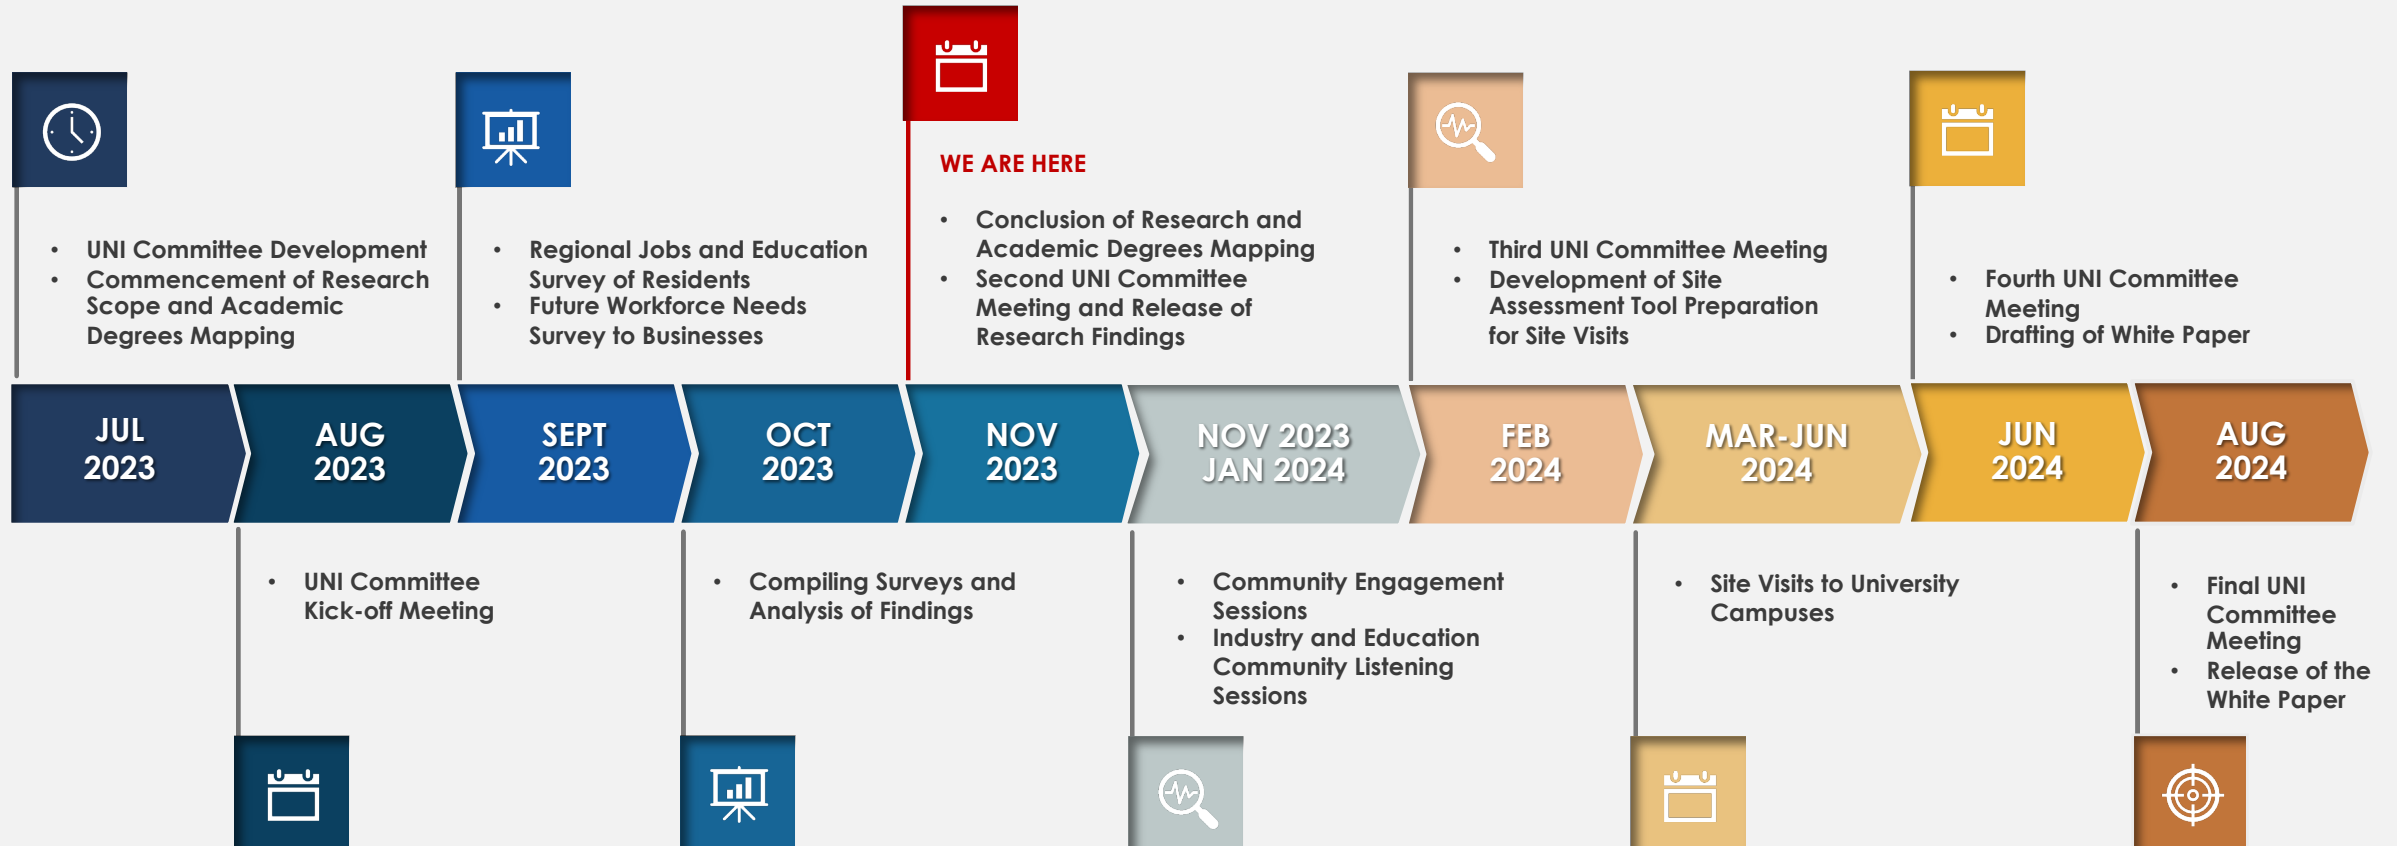 WE ARE HERE
• UNI Committee Development
• Commencement of Research
Scope and Academic
Degrees Mapping
• Regional Jobs and Education
Survey of Residents
• Future Workforce Needs
Survey to Businesses
• Conclusion of Research and
Academic Degrees Mapping
• Second UNI Committee
Meeting and Release of
Research Findings
• Third UNI Committee Meeting
• Development of Site
Assessment Tool Preparation
for Site Visits
• Fourth UNI Committee
Meeting
• Drafting of White Paper
JUL
2023
AUG
2023
SEPT
2023
OCT
2023
NOV
2023
NOV 2023
JAN 2024
FEB
2024
MAR-JUN
2024
JUN
2024
AUG
2024
• UNI Committee
Kick-off Meeting
• Compiling Surveys and
Analysis of Findings
• Community Engagement
Sessions
• Industry and Education
Community Listening
Sessions
• Site Visits to University
Campuses
• Final UNI
Committee
Meeting
• Release of the
White Paper